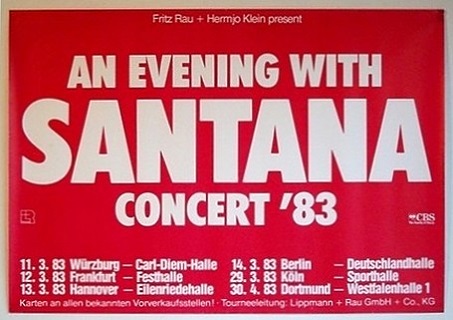 Fritz Rau + Hermjo Klein present
AN EVENING WITH
SANTANA
CONCERT '83
CBS
11. 3. 83 Würzburg — Carl-Diem-Halle
12. 3. 83 Frankfurt — Festhalle
13. 3. 83 Hannover — Eilenriedehalle
14. 3. 83 Berlin — Deutschlandhalle
29. 3. 83 Köln — Sporthalle
30. 4. 83 Dortmund — Westfalenhalle 1
Karten an allen bekannten Vorverkaufsstellen! · Tourneeleitung: Lippmann + Rau GmbH + Co., KG